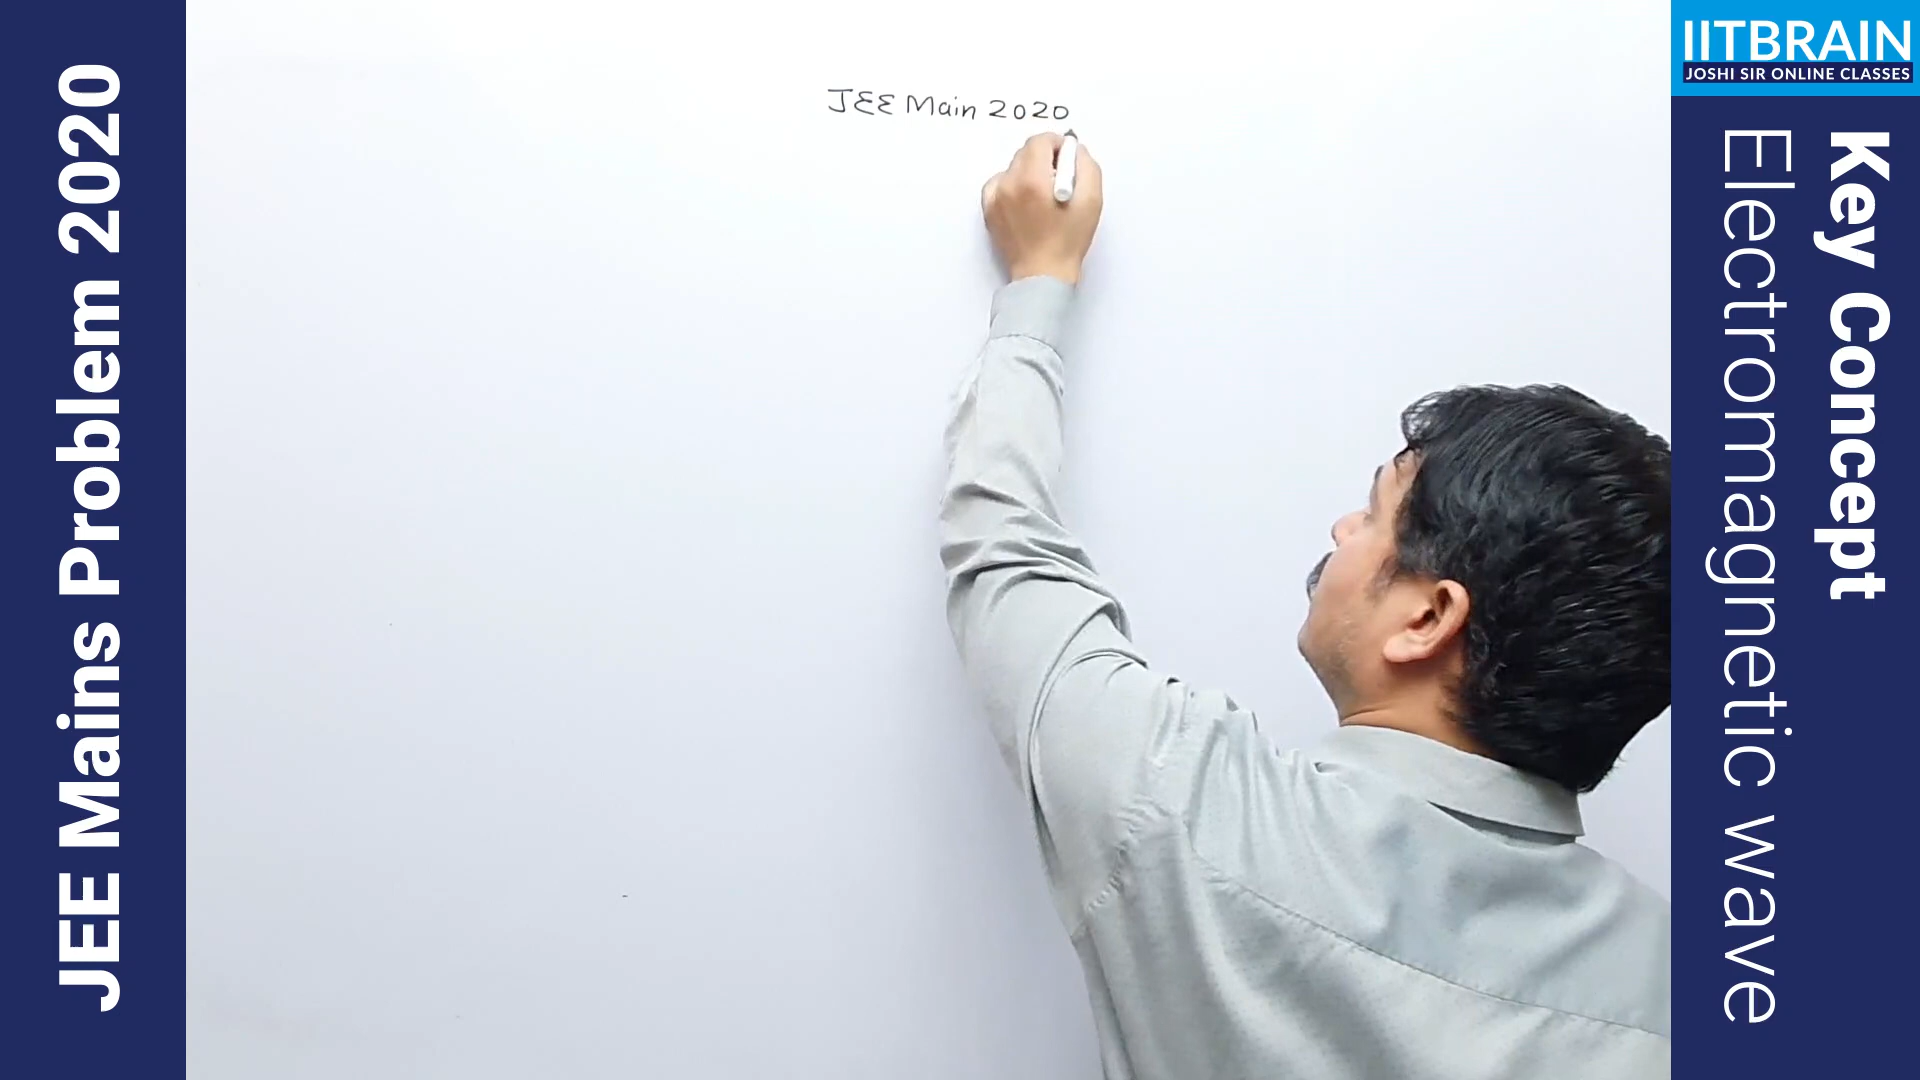 JEE Mains Problem 2020
JEE Main 2020
IITBRAIN
JOSHI SIR ONLINE CLASSES
Key Concept
Electromagnetic wave